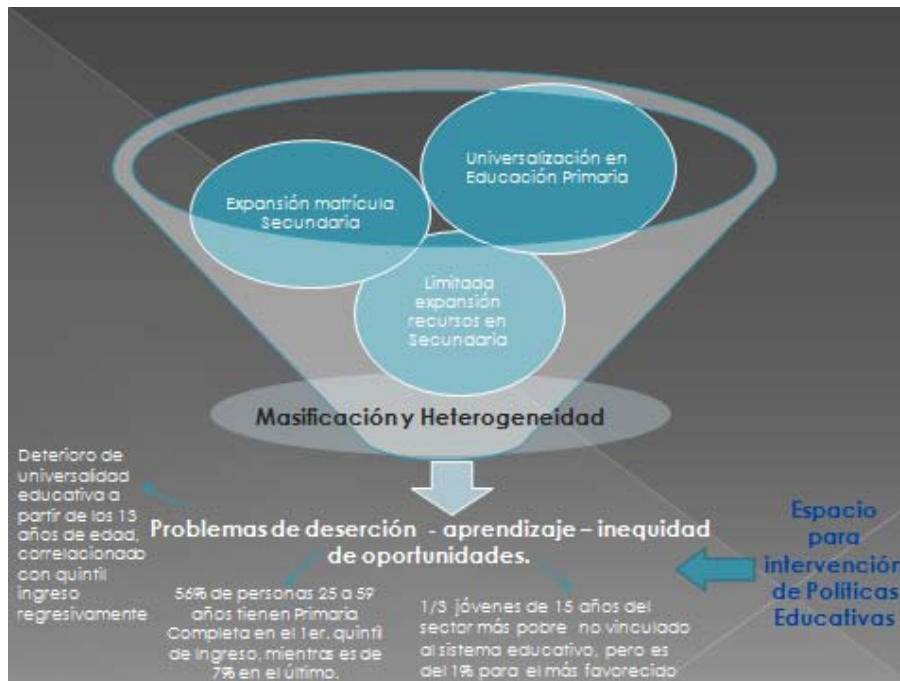 Universalización en
Educación Primaria
Expansión matrícula
Secundaria
Limitada
expansión
recursos en
Secundaria
Masificación y Heterogeneidad
Deterioro de
universalidad
educativa a
partir de los 13
años de edad,
correlacionado
con quintil
ingreso
regresivamente
Problemas de deserción - aprendizaje – inequidad
de oportunidades.
56% de personas 25 a 59
años tienen Primaria
Completa en el 1er. quintil
de Ingreso, mientras es de
7% en el último.
1/3 jóvenes de 15 años del
sector más pobre no vinculado
al sistema educativo, pero es
del 1% para el más favorecido
Espacio
para
intervención
de Políticas
Educativas